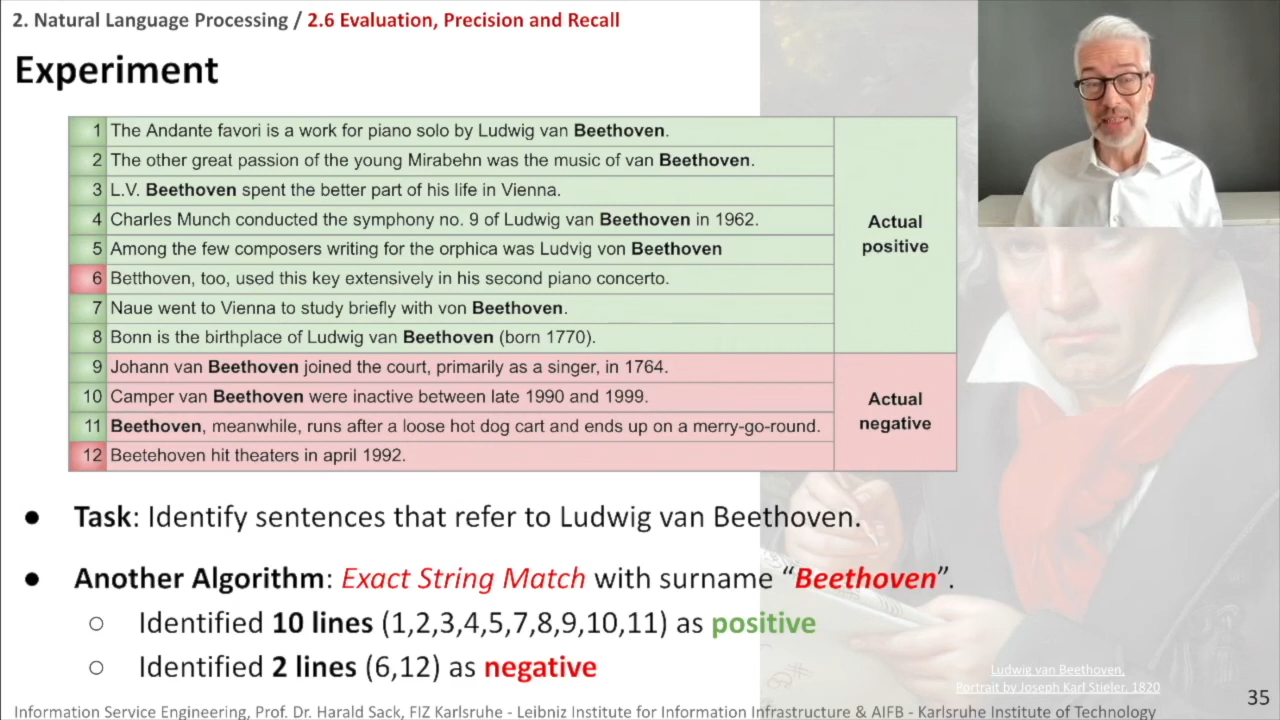 2. Natural Language Processing / 2.6 Evaluation, Precision and Recall
Experiment
1 The Andante favori is a work for piano solo by Ludwig van Beethoven.
2 The other great passion of the young Mirabehn was the music of van Beethoven.
3 L.V. Beethoven spent the better part of his life in Vienna.
4 Charles Munch conducted the symphony no. 9 of Ludwig van Beethoven in 1962.
5 Among the few composers writing for the orphica was Ludvig von Beethoven
6 Betthoven, too, used this key extensively in his second piano concerto.
7 Naue went to Vienna to study briefly with von Beethoven.
8 Bonn is the birthplace of Ludwig van Beethoven (born 1770).
Actual
positive
9 Johann van Beethoven joined the court, primarily as a singer, in 1764.
10 Camper van Beethoven were inactive between late 1990 and 1999.
11 Beethoven, meanwhile, runs after a loose hot dog cart and ends up on a merry-go-round.
12 Beetehoven hit theaters in april 1992.
Actual
negative
● Task: Identify sentences that refer to Ludwig van Beethoven.
● Another Algorithm: Exact String Match with surname “Beethoven”.
○ Identified 10 lines (1,2,3,4,5,7,8,9,10,11) as positive
○ Identified 2 lines (6,12) as negative
Ludwig van Beethoven,
Portrait by Joseph Karl Stieler, 1820
35
Information Service Engineering, Prof. Dr. Harald Sack, FIZ Karlsruhe - Leibniz Institute for Information Infrastructure & AIFB - Karlsruhe Institute of Technology